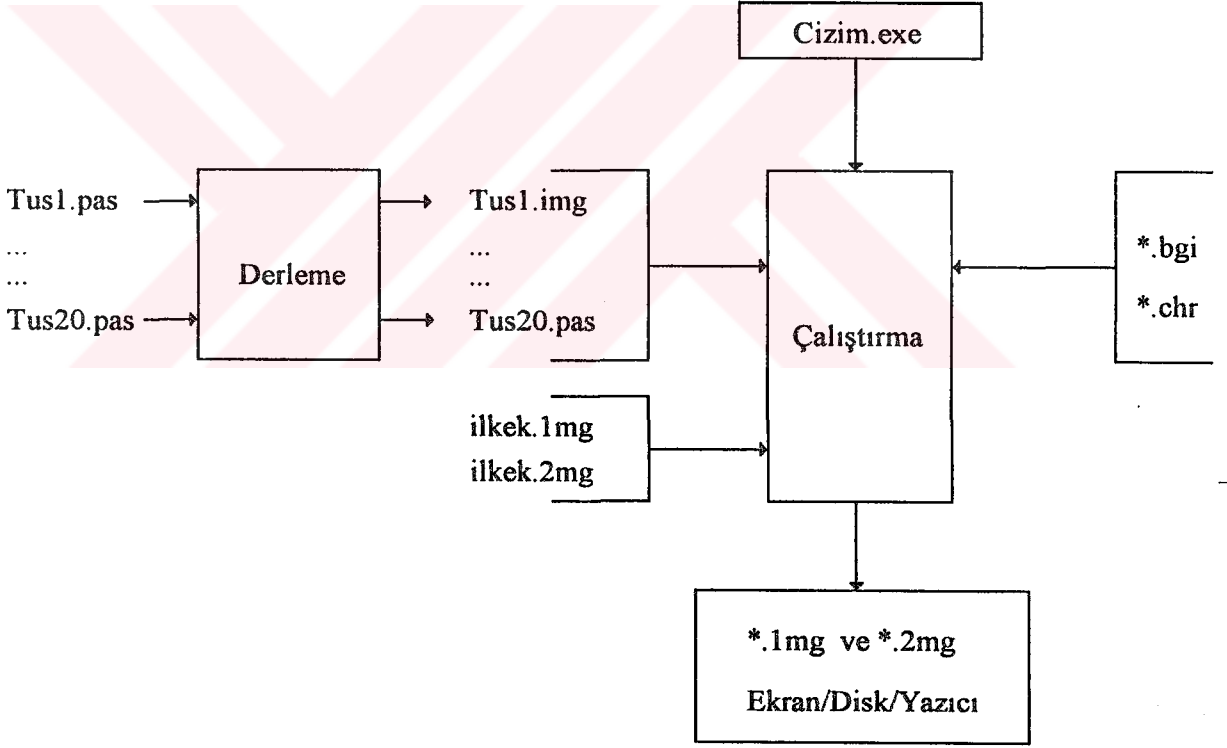 Cizim.exe
Tus1.pas
...
...
Tus20.pas
Derleme
Tus1.img
...
...
Tus20.pas
ilkek.1mg
ilkek.2mg
Çalıştırma
*.bgi
*.chr
*.1mg ve *.2mg
Ekran/Disk/Yazıcı